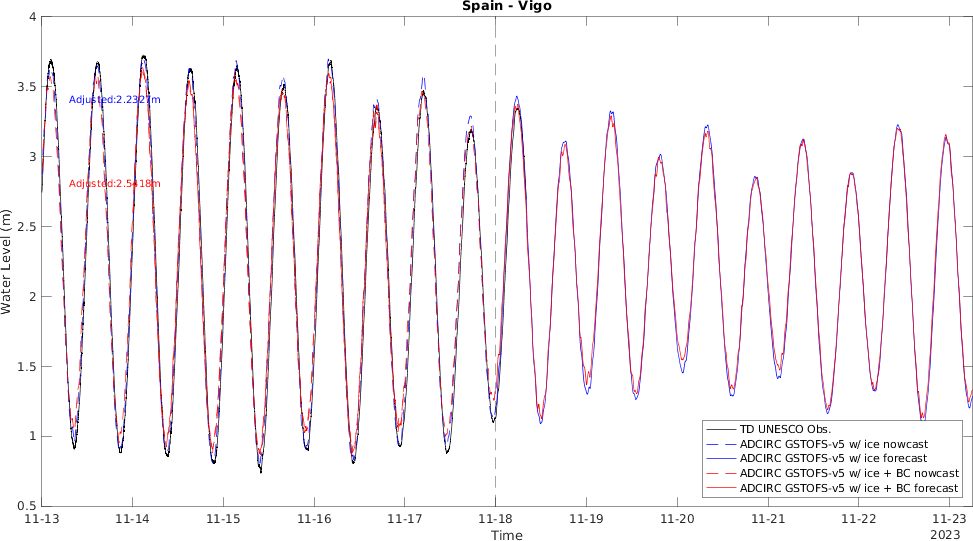 Spain - Vigo
4
3.5
3
2.5
2
1.5
1
0.5
Water Level (m)
Adjusted:2.2327m
Adjusted:2.5418m
TD UNESCO Obs.
ADCIRC GSTOFS-v5 w/ ice nowcast
ADCIRC GSTOFS-v5 w/ ice forecast
ADCIRC GSTOFS-v5 w/ ice + BC nowcast
ADCIRC GSTOFS-v5 w/ ice + BC forecast
11-13 11-14 11-15 11-16 11-17 11-18 11-19 11-20 11-21 11-22 11-23
Time
2023